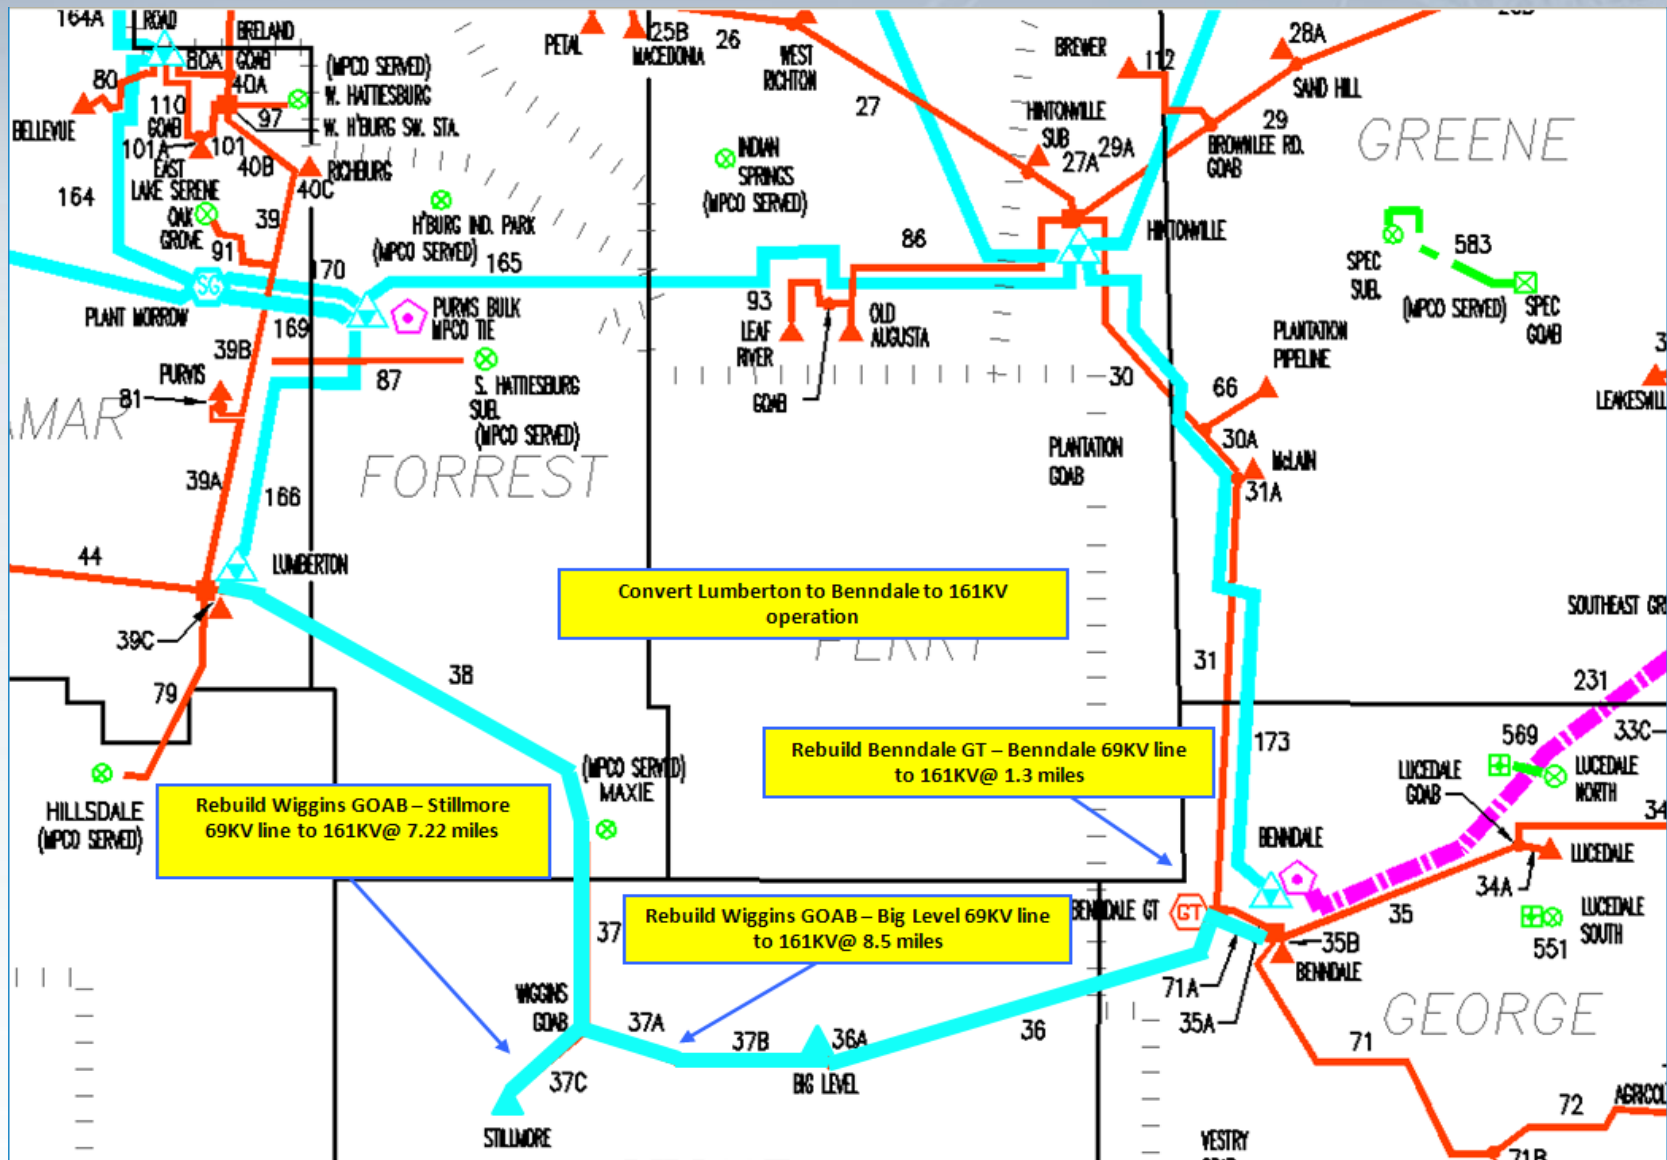 164A
ROAD
BRELAND
GOAB
80A
80
40A
(MPCO SERVED)
W. HATTIESBURG
W. H'BURG SW. STA.
97
110
GOAB
BELLEVUE
101A
101
EAST
LAKE SERENE
40B
RICHBURG
40C
164
OAK
GROVE
39
91
H'BURG IND. PARK
(MPCO SERVED)
170
165
SG
PLANT MORROW
169
PURVIS BULK
MPCO TIE
39B
PURVIS
81
87
S. HATTIESBURG
SUB.
(MPCO SERVED)
39A
166
FORREST
44
LUMBERTON
39C
79
38
HILLSDALE
(MPCO SERVED)
PETAL
25B
MACEDONIA
26
WEST
RICHTON
27
INDIAN
SPRINGS
(MPCO SERVED)
BREWER
112
HINTONVILLE
SUB
27A
29A
28A
SAND HILL
29
BROWNLEE RD.
GOAB
GREENE
HINTONVILLE
86
93
LEAF
RIVER
OLD
AUGUSTA
GOAB
30
SPEC
583
(MPCO SERVED)
SPEC
GOAB
PLANTATION
PIPELINE
66
30A
McLAIN
31A
PLANTATION
GOAB
LEAKESVILL
Convert Lumberton to Benndale to 161KV
operation
PERRY
SOUTHEAST GR
31
231
33C
173
Rebuild Benndale GT – Benndale 69KV line
to 161KV@ 1.3 miles
(MPCO SERVED)
MAXIE
Rebuild Wiggins GOAB – Stillmore
69KV line to 161KV@ 7.22 miles
569
LUCEDALE
GOAB
LUCEDALE
NORTH
34
LUCEDALE
34A
BENNDALE
Rebuild Wiggins GOAB – Big Level 69KV line
to 161KV@ 8.5 miles
BENNDALE GT
GT
35
LUCEDALE
SOUTH
551
35B
BENNDALE
37
71A
35A
GEORGE
WIGGINS
GOAB
37A
37B
36A
36
BIG LEVEL
37C
STILLMORE
71
72
AGRICOL
71B
VESTRY